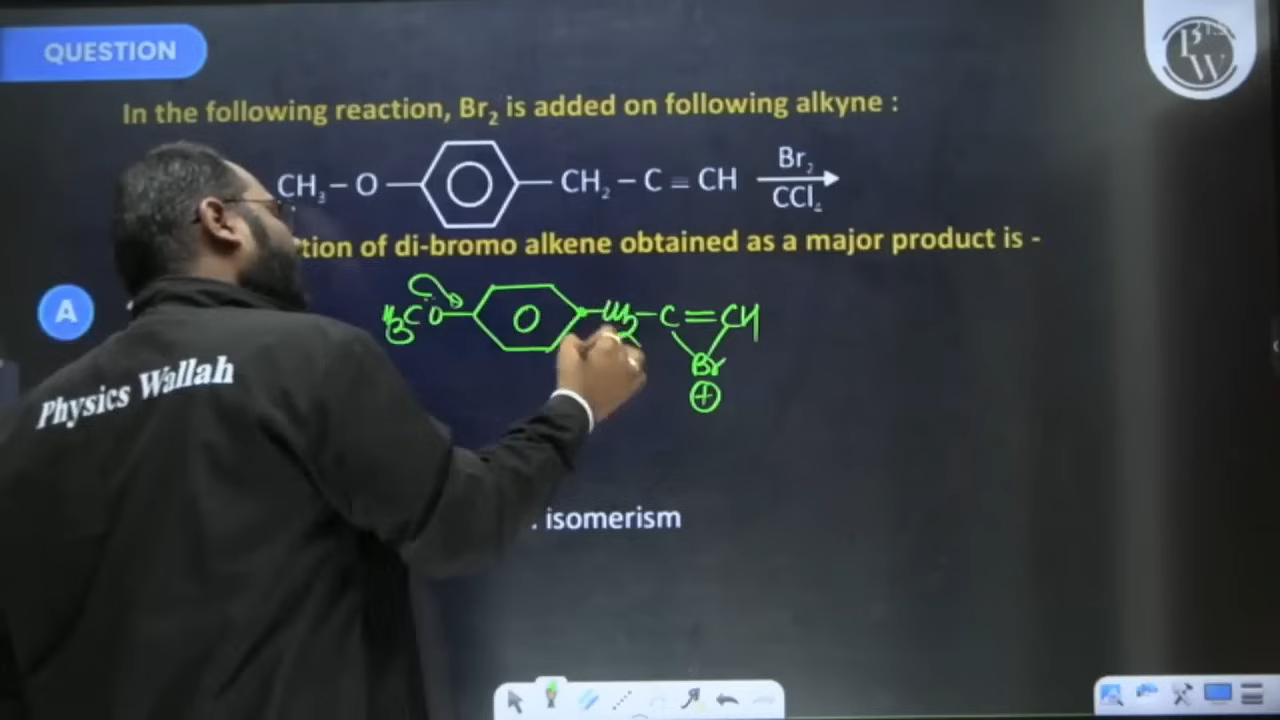 QUESTION
In the following reaction, Br₂ is added on following alkyne :
CH₃ – O – CH₂ – C ≡ CH Br₂ CCl₄
tion of di-bromo alkene obtained as a major product is -
A
H₃CO CH₂ – C = CH
Br
+
Physics Wallah
. isomerism
P W